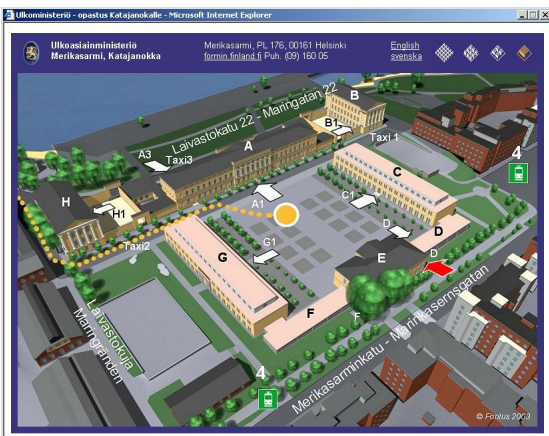 Ulkoministeriö - opastus Katajanokalle - Microsoft Internet Explorer
Ulkoasiainministeriö
Merikasarmi, Katajanokka
Merikasarmi, PL 176, 00161 Helsinki
formin.finland.fi Puh. (09) 160 05
English
svenska
B
Laivastokatu 22 - Maringatan 22
B1
Taxi 1
A
A3
Taxi3
4
C
H
H1
A1
C1
D
D
Taxi2
G1
E
D
G
F
F
Laivastokuja
Maringränden
4
Merikasarminkatu - Marinkasernsgatan
© Fonlus 2003